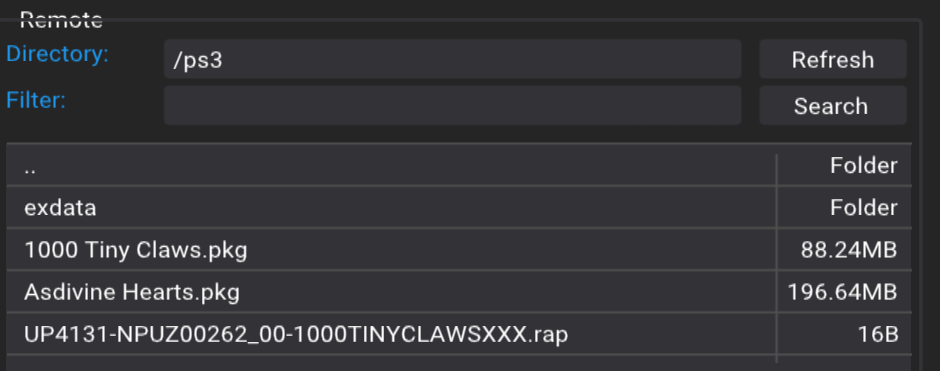 Remote
Directory: /ps3 Refresh
Filter: Search
.. Folder
exdata Folder
1000 Tiny Claws.pkg 88.24MB
Asdivine Hearts.pkg 196.64MB
UP4131-NPUZ00262_00-1000TINYCLAWSXXX.rap 16B